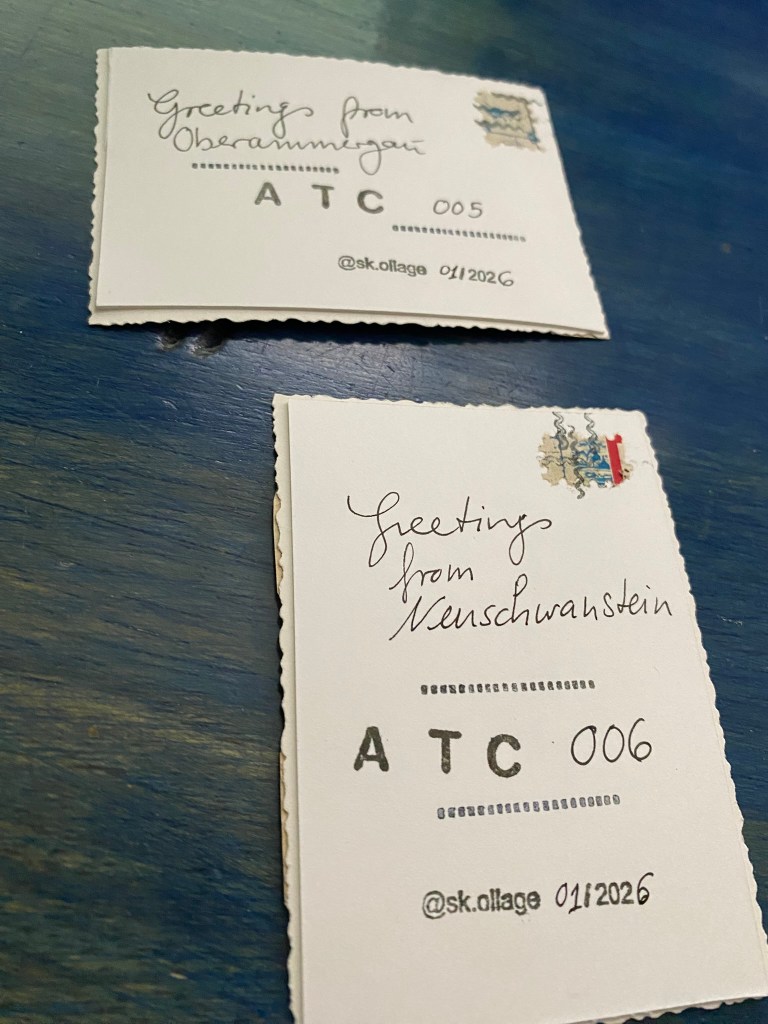 Greetings from
Oberammergau
ATC 005
@sk.ollage 01/2026
Greetings
from
Neuschwanstein
ATC 006
@sk.ollage 01/2026